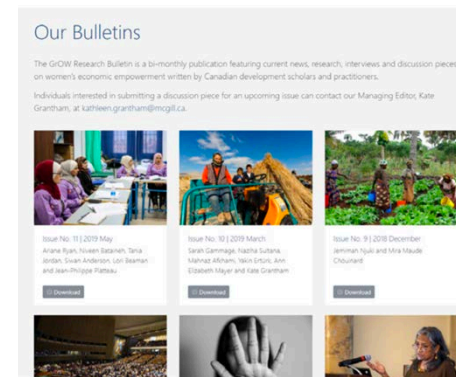 Our Bulletins
The GrOW Research Bulletin is a bi-monthly publication featuring current news, research, interviews and discussion pieces
on women's economic empowerment written by Canadian development scholars and practitioners.
Individuals interested in submitting a discussion piece for an upcoming issue can contact our Managing Editor, Kate
Grantham, at kathleen.grantham@mcgill.ca.
Issue No. 11 | 2019 May
Ariane Ryan, Niveen Bataineh, Tania
Jordan, Siwan Anderson, Lori Beaman
and Jean-Philippe Platteau
Download
Issue No. 10 | 2019 March
Sarah Gammage, Naziha Sultana,
Mahnaz Afkhami, Yakin Ertürk, Ann
Elizabeth Mayer and Kate Grantham
Download
Issue No. 9 | 2018 December
Jemimah Njuki and Mira Maude
Chouinard
Download